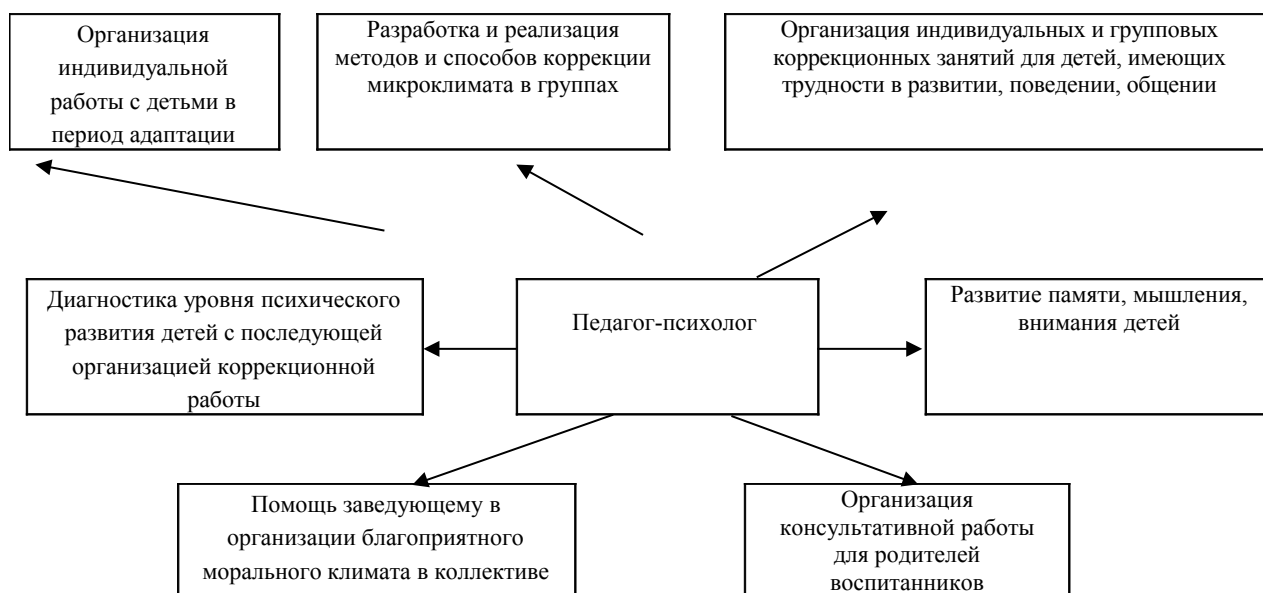 Организация
индивидуальной
работы с детьми в
период адаптации
Разработка и реализация
методов и способов коррекции
микроклимата в группах
Организация индивидуальных и групповых
коррекционных занятий для детей, имеющих
трудности в развитии, поведении, общении
Диагностика уровня психического
развития детей с последующей
организацией коррекционной
работы
Педагог-психолог
Развитие памяти, мышления,
внимания детей
Помощь заведующему в
организации благоприятного
морального климата в коллективе
Организация
консультативной работы
для родителей
воспитанников